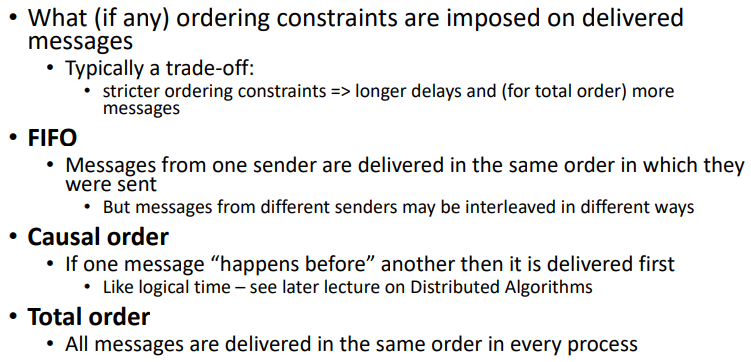 • What (if any) ordering constraints are imposed on delivered
messages
• Typically a trade-off:
• stricter ordering constraints => longer delays and (for total order) more
messages
• FIFO
• Messages from one sender are delivered in the same order in which they
were sent
• But messages from different senders may be interleaved in different ways
• Causal order
• If one message “happens before” another then it is delivered first
• Like logical time – see later lecture on Distributed Algorithms
• Total order
• All messages are delivered in the same order in every process